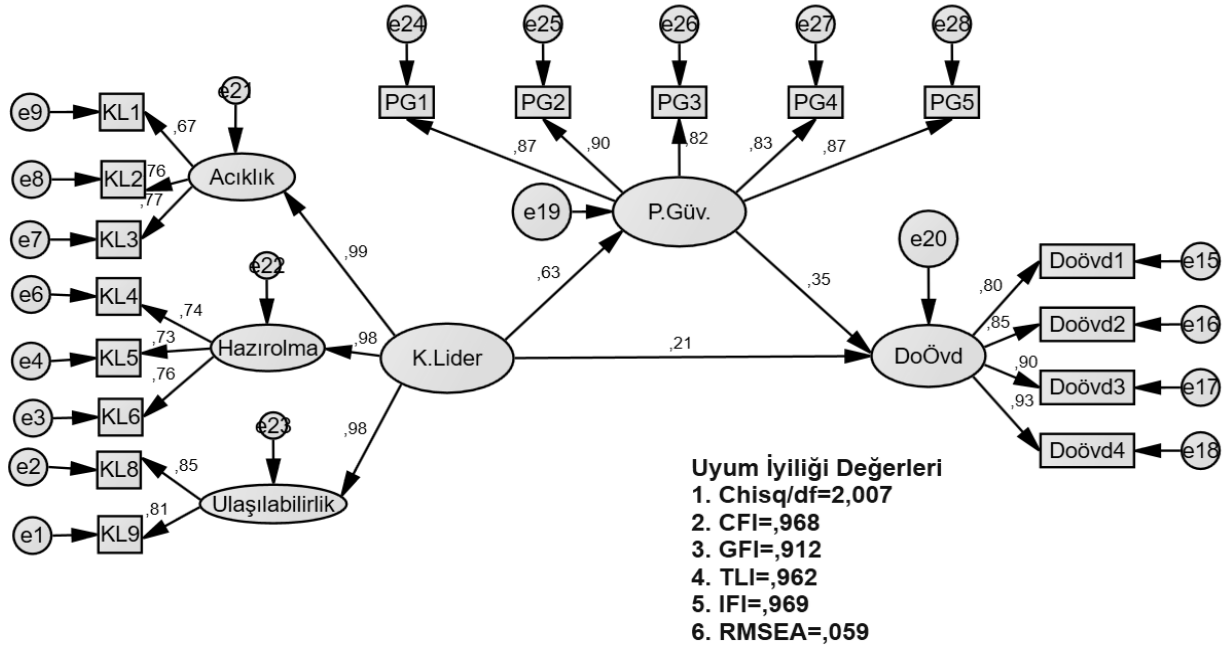 e24 e25 e26 e27 e28
PG1 PG2 PG3 PG4 PG5
,87 ,90 ,82 ,83 ,87
e9 KL1 ,67 e21
e8 KL2 ,76 Acıklık
e7 KL3 ,77
e19 P.Güv.
e20
,99 ,63 ,35
e6 KL4 ,74 e22
e4 KL5 ,73 Hazırolma ,98
e3 KL6 ,76
K.Lider ,21 DoÖvd
,80 Doövd1 e15
,85 Doövd2 e16
,90 Doövd3 e17
,93 Doövd4 e18
e2 KL8 ,85 e23 ,98
e1 KL9 ,81 Ulaşılabilirlik
Uyum İyiliği Değerleri
1. Chisq/df=2,007
2. CFI=,968
3. GFI=,912
4. TLI=,962
5. IFI=,969
6. RMSEA=,059